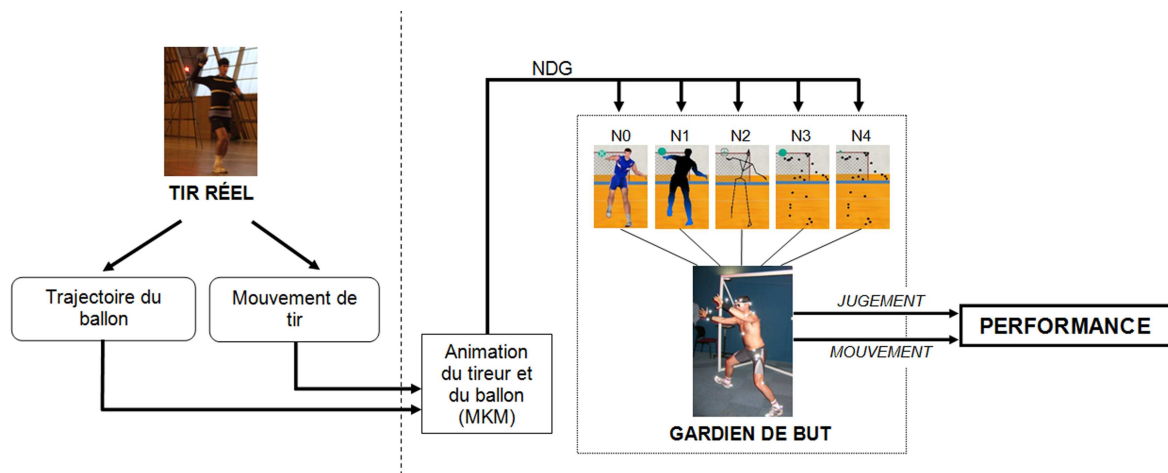 TIR RÉEL
Trajectoire du
ballon
Mouvement de
tir
Animation
du tireur et
du ballon
(MKM)
NDG
N0 N1 N2 N3 N4
GARDIEN DE BUT
JUGEMENT
MOUVEMENT
PERFORMANCE